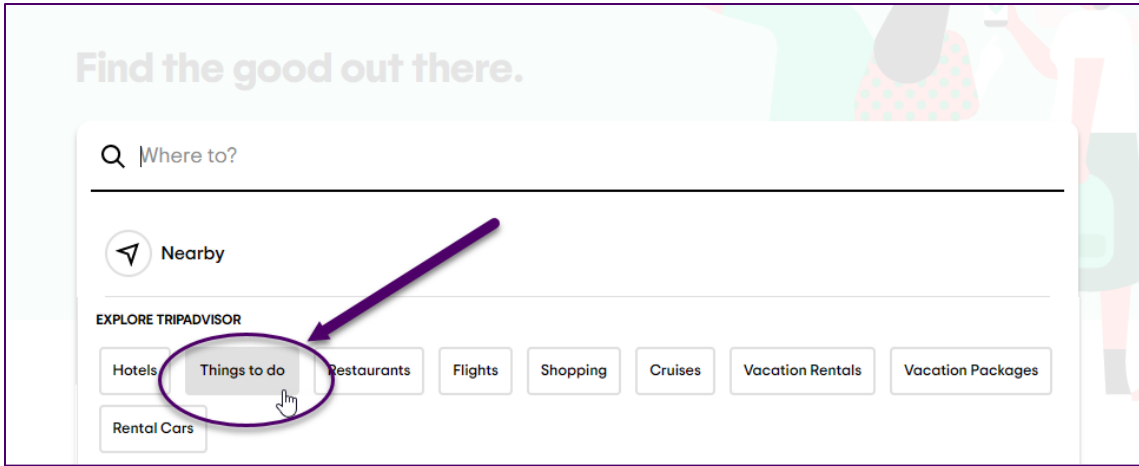 Find the good out there.
Where to?
Nearby
EXPLORE TRIPADVISOR
Hotels Things to do Restaurants Flights Shopping Cruises Vacation Rentals Vacation Packages
Rental Cars